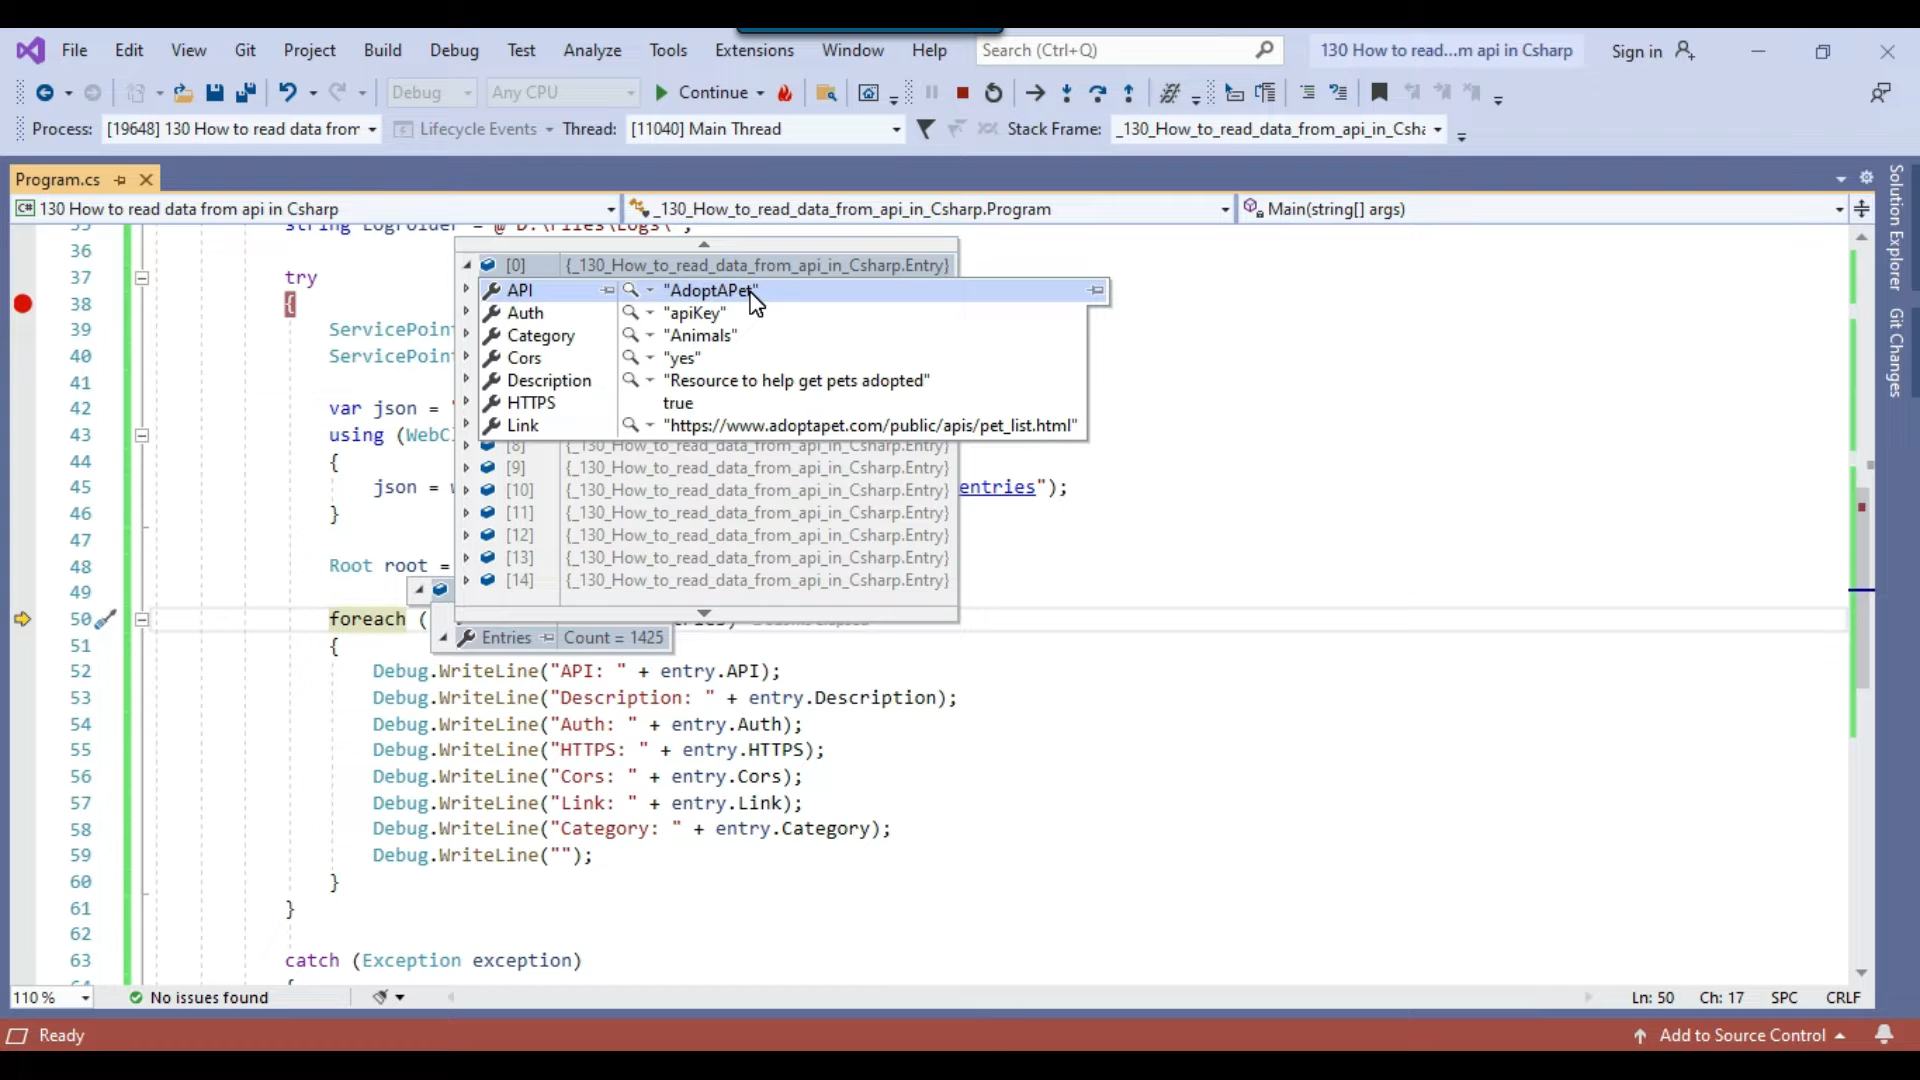 File Edit View Git Project Build Debug Test Analyze Tools Extensions Window Help Search (Ctrl+Q) 130 How to read...m api in Csharp Sign in
Debug Any CPU Continue
Process: [19648] 130 How to read data from Lifecycle Events Thread: [11040] Main Thread Stack Frame: _130_How_to_read_data_from_api_in_Csha
Program.cs
C# 130 How to read data from api in Csharp _130_How_to_read_data_from_api_in_Csharp.Program Main(string[] args)
Solution Explorer
Git Changes
35 string LogFolder = @"D:\Files\Logs\";
36
[0] {_130_How_to_read_data_from_api_in_Csharp.Entry}
37 try
API "AdoptAPet"
38 {
Auth "apiKey"
39 ServicePoin
Category "Animals"
40 ServicePoin
Cors "yes"
41
Description "Resource to help get pets adopted"
42 var json = "
HTTPS true
43 using (WebC
Link "https://www.adoptapet.com/public/apis/pet_list.html"
[8] {_130_How_to_read_data_from_api_in_Csharp.Entry}
44 {
[9] {_130_How_to_read_data_from_api_in_Csharp.Entry}
45 json = entries");
[10] {_130_How_to_read_data_from_api_in_Csharp.Entry}
46 }
[11] {_130_How_to_read_data_from_api_in_Csharp.Entry}
[12] {_130_How_to_read_data_from_api_in_Csharp.Entry}
47
[13] {_130_How_to_read_data_from_api_in_Csharp.Entry}
48 Root root =
[14] {_130_How_to_read_data_from_api_in_Csharp.Entry}
49
50 foreach (
Entries Count = 1425
51 {
52 Debug.WriteLine("API: " + entry.API);
53 Debug.WriteLine("Description: " + entry.Description);
54 Debug.WriteLine("Auth: " + entry.Auth);
55 Debug.WriteLine("HTTPS: " + entry.HTTPS);
56 Debug.WriteLine("Cors: " + entry.Cors);
57 Debug.WriteLine("Link: " + entry.Link);
58 Debug.WriteLine("Category: " + entry.Category);
59 Debug.WriteLine("");
60 }
61 }
62
63 catch (Exception exception)
110 % No issues found Ln: 50 Ch: 17 SPC CRLF
Ready Add to Source Control